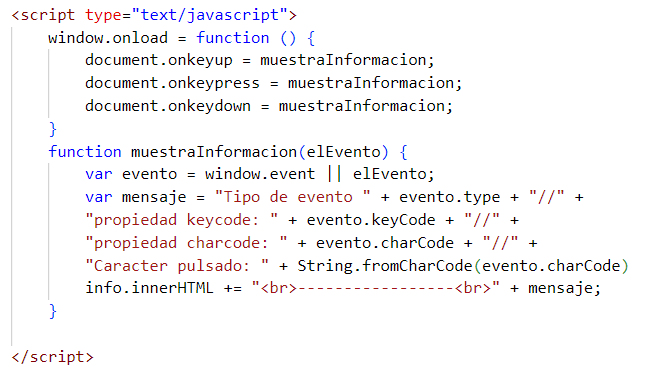 <script type="text/javascript">
window.onload = function () {
document.onkeyup = muestraInformacion;
document.onkeypress = muestraInformacion;
document.onkeydown = muestraInformacion;
}
function muestraInformacion(elEvento) {
var evento = window.event || elEvento;
var mensaje = "Tipo de evento " + evento.type + "//" +
"propiedad keycode: " + evento.keyCode + "//" +
"propiedad charcode: " + evento.charCode + "//" +
"Caracter pulsado: " + String.fromCharCode(evento.charCode)
info.innerHTML += "<br>-----------------<br>" + mensaje;
}
</script>